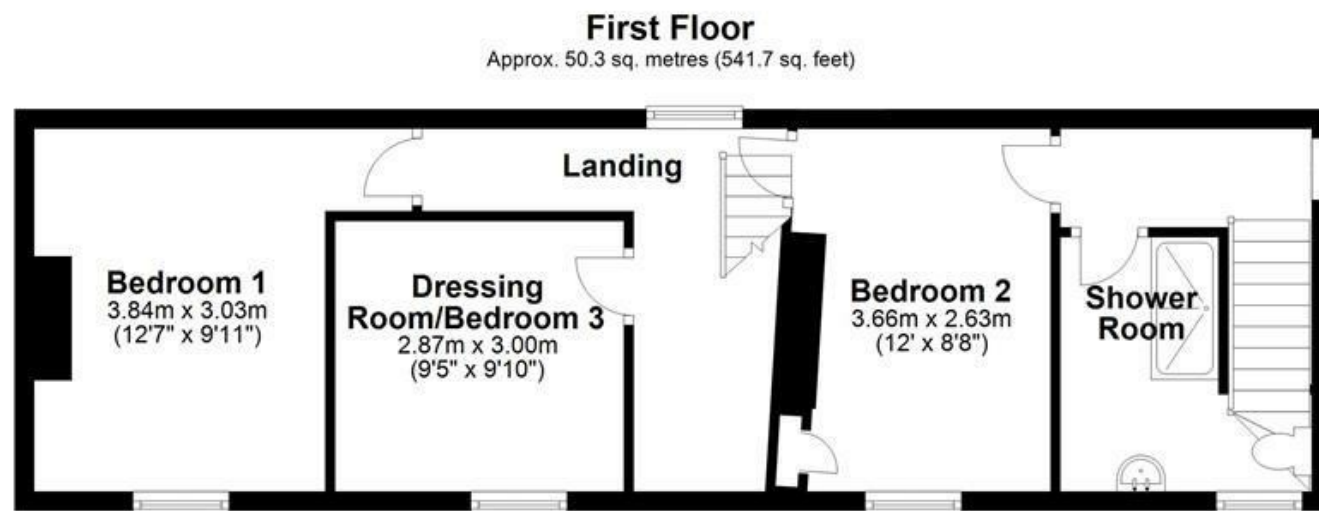 First Floor
Approx. 50.3 sq. metres (541.7 sq. feet)
Landing
Bedroom 1
3.84m x 3.03m
(12'7" x 9'11")
Dressing
Room/Bedroom 3
2.87m x 3.00m
(9'5" x 9'10")
Bedroom 2
3.66m x 2.63m
(12' x 8'8")
Shower
Room